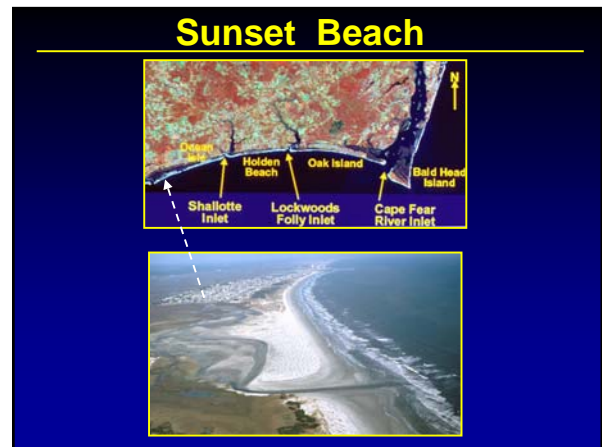 Sunset Beach
N
Ocean
Isle
Holden
Beach
Oak Island
Bald Head
Island
Shallotte
Inlet
Lockwoods
Folly Inlet
Cape Fear
River Inlet